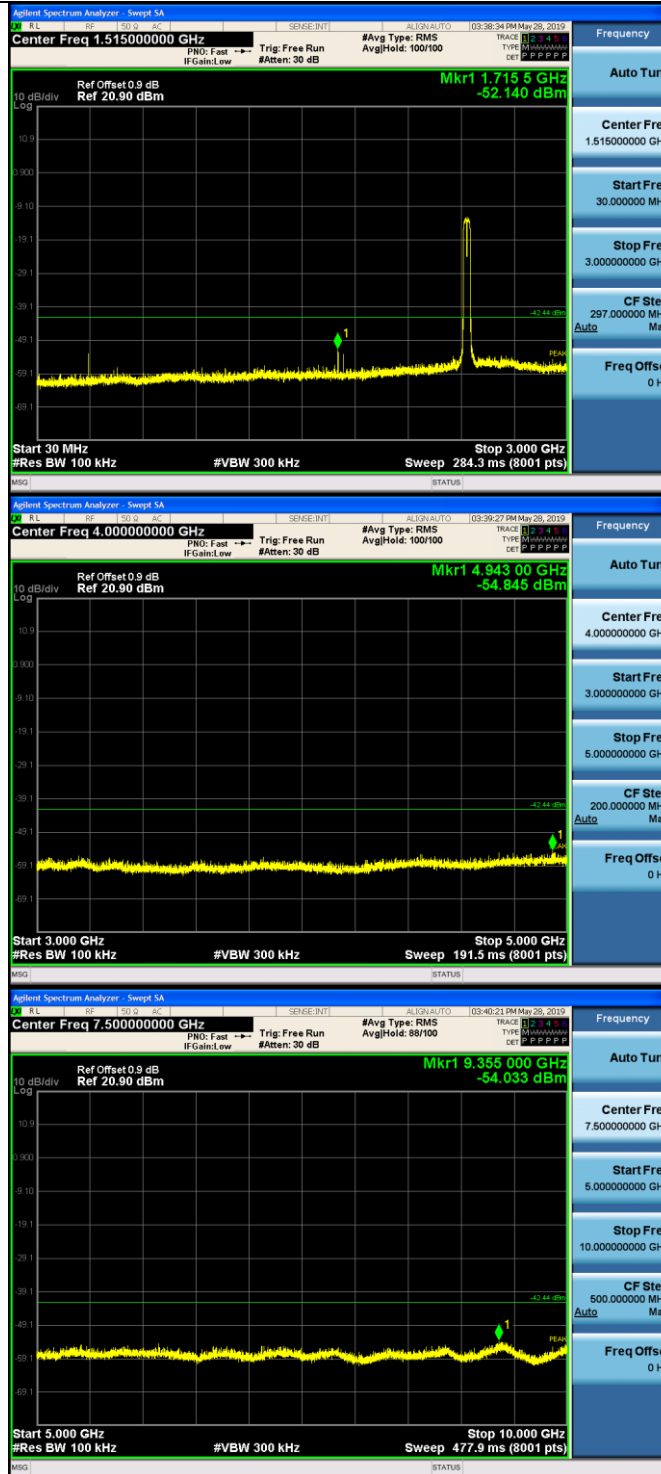 Agilent Spectrum Analyzer - Swept SA
RL RF 50 Ω AC SENSE:INT ALIGNAUTO 03:38:34 PM May 28, 2019
Center Freq 1.515000000 GHz #Avg Type: RMS TRACE 1 2 3 4 5 6
PNO: Fast Trig: Free Run Avg|Hold: 100/100 TYPE M
IFGain:Low #Atten: 30 dB DET P P P P P P
Mkr1 1.715 5 GHz
Ref Offset 0.9 dB -52.140 dBm
10 dB/div Ref 20.90 dBm
Log
10.9
0.900
-9.10
-19.1
-29.1
-39.1
-42.44 dBm
-49.1
1
PEAK
-59.1
-69.1
Start 30 MHz Stop 3.000 GHz
#Res BW 100 kHz #VBW 300 kHz Sweep 284.3 ms (8001 pts)
MSG STATUS
Frequency
Auto Tun
Center Fre
1.515000000 GH
Start Fre
30.000000 MH
Stop Fre
3.000000000 GH
CF Ste
297.000000 MH
Auto Ma
Freq Offse
0 H
Agilent Spectrum Analyzer - Swept SA
RL RF 50 Ω AC SENSE:INT ALIGNAUTO 03:39:27 PM May 28, 2019
Center Freq 4.000000000 GHz #Avg Type: RMS TRACE 1 2 3 4 5 6
PNO: Fast Trig: Free Run Avg|Hold: 100/100 TYPE M
IFGain:Low #Atten: 30 dB DET P P P P P P
Mkr1 4.943 00 GHz
Ref Offset 0.9 dB -54.845 dBm
10 dB/div Ref 20.90 dBm
Log
10.9
0.900
-9.10
-19.1
-29.1
-39.1
-42.44 dBm
-49.1
1
-59.1
-69.1
Start 3.000 GHz Stop 5.000 GHz
#Res BW 100 kHz #VBW 300 kHz Sweep 191.5 ms (8001 pts)
MSG STATUS
Frequency
Auto Tun
Center Fre
4.000000000 GH
Start Fre
3.000000000 GH
Stop Fre
5.000000000 GH
CF Ste
200.000000 MH
Auto Ma
Freq Offse
0 H
Agilent Spectrum Analyzer - Swept SA
RL RF 50 Ω AC SENSE:INT ALIGNAUTO 03:40:21 PM May 28, 2019
Center Freq 7.500000000 GHz #Avg Type: RMS TRACE 1 2 3 4 5 6
PNO: Fast Trig: Free Run Avg|Hold: 88/100 TYPE M
IFGain:Low #Atten: 30 dB DET P P P P P P
Mkr1 9.355 000 GHz
Ref Offset 0.9 dB -54.033 dBm
10 dB/div Ref 20.90 dBm
Log
10.9
0.900
-9.10
-19.1
-29.1
-39.1
-42.44 dBm
-49.1
1
PEAK
-59.1
-69.1
Start 5.000 GHz Stop 10.000 GHz
#Res BW 100 kHz #VBW 300 kHz Sweep 477.9 ms (8001 pts)
MSG STATUS
Frequency
Auto Tun
Center Fre
7.500000000 GH
Start Fre
5.000000000 GH
Stop Fre
10.000000000 GH
CF Ste
500.000000 MH
Auto Ma
Freq Offse
0 H